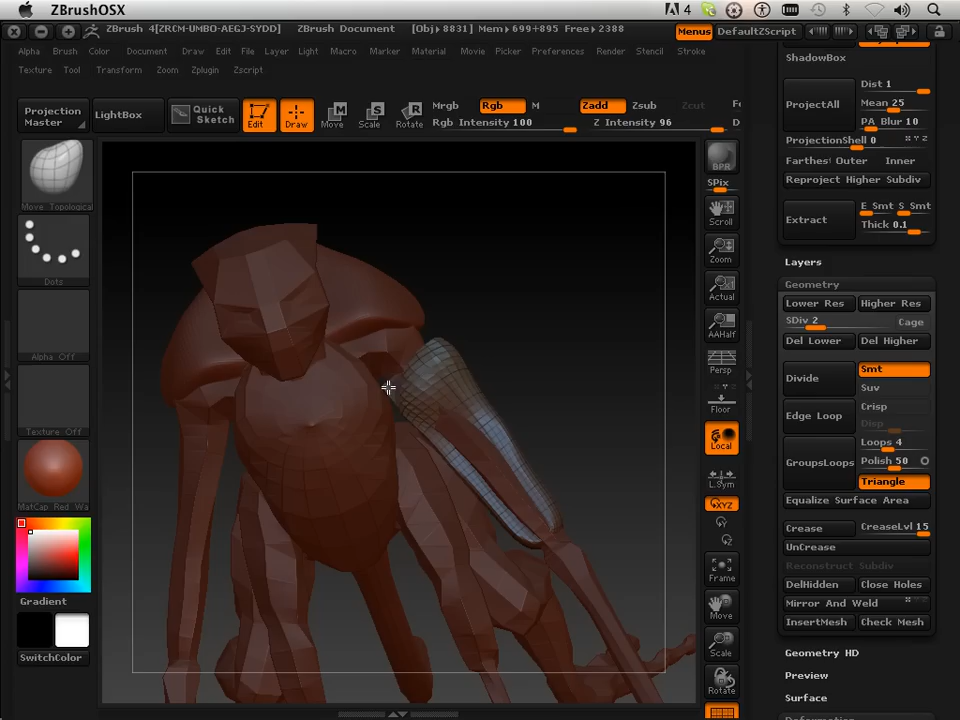 ZBrushOSX
4
ZBrush 4[ZRCM-UMBO-AEGJ-SYDD] ZBrush Document [Obj>8831] Mem>699+895 Free>2388 Menus DefaultZScript
Alpha Brush Color Document Draw Edit File Layer Light Macro Marker Material Movie Picker Preferences Render Stencil Stroke
Texture Tool Transform Zoom Zplugin Zscript
Projection Master
LightBox
Quick Sketch
Edit
Draw
Move
Scale
Rotate
Mrgb Rgb M Zadd Zsub Zcut
Rgb Intensity 100 Z Intensity 96
Move Topological
Dots
Alpha Off
Texture Off
MatCap Red Wa
Gradient
SwitchColor
BPR
SPix
Scroll
Zoom
Actual
AAHalf
Persp
Floor
Local
L.Sym
XYZ
Frame
Move
Scale
Rotate
ShadowBox
ProjectAll
Dist 1
Mean 25
PA Blur 10
ProjectionShell 0
Farthest Outer Inner
Reproject Higher Subdiv
Extract
E Smt S Smt
Thick 0.1
Layers
Geometry
Lower Res Higher Res
SDiv 2 Cage
Del Lower Del Higher
Divide
Smt
Suv
Edge Loop
Crisp
Disp
GroupsLoops
Loops 4
Polish 50
Triangle
Equalize Surface Area
Crease CreaseLvl 15
UnCrease
Reconstruct Subdiv
DelHidden Close Holes
Mirror And Weld
InsertMesh Check Mesh
Geometry HD
Preview
Surface
Deformation